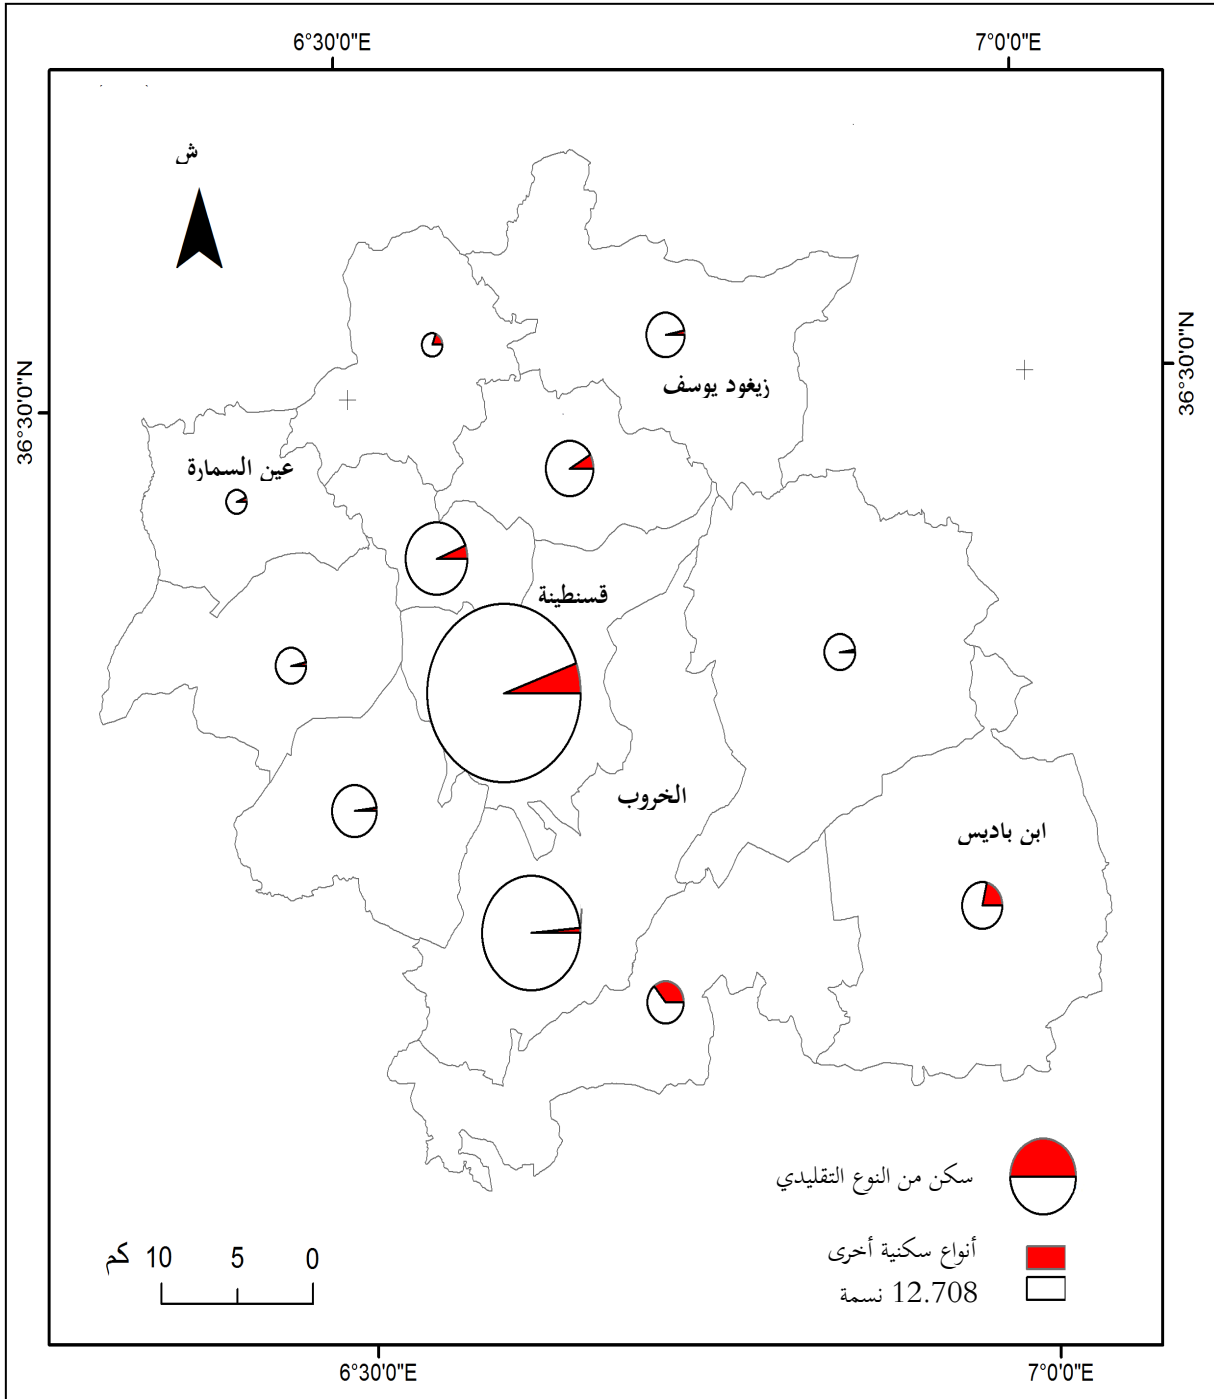 6°30'0"E
7°0'0"E
ش
36°30'0"N
36°30'0"N
زيغود يوسف
عين السمارة
قسنطينة
الخروب
ابن باديس
سكن من النوع التقليدي
أنواع سكنية أخرى
12.708 نسمة
كم 10 5 0
6°30'0"E
7°0'0"E